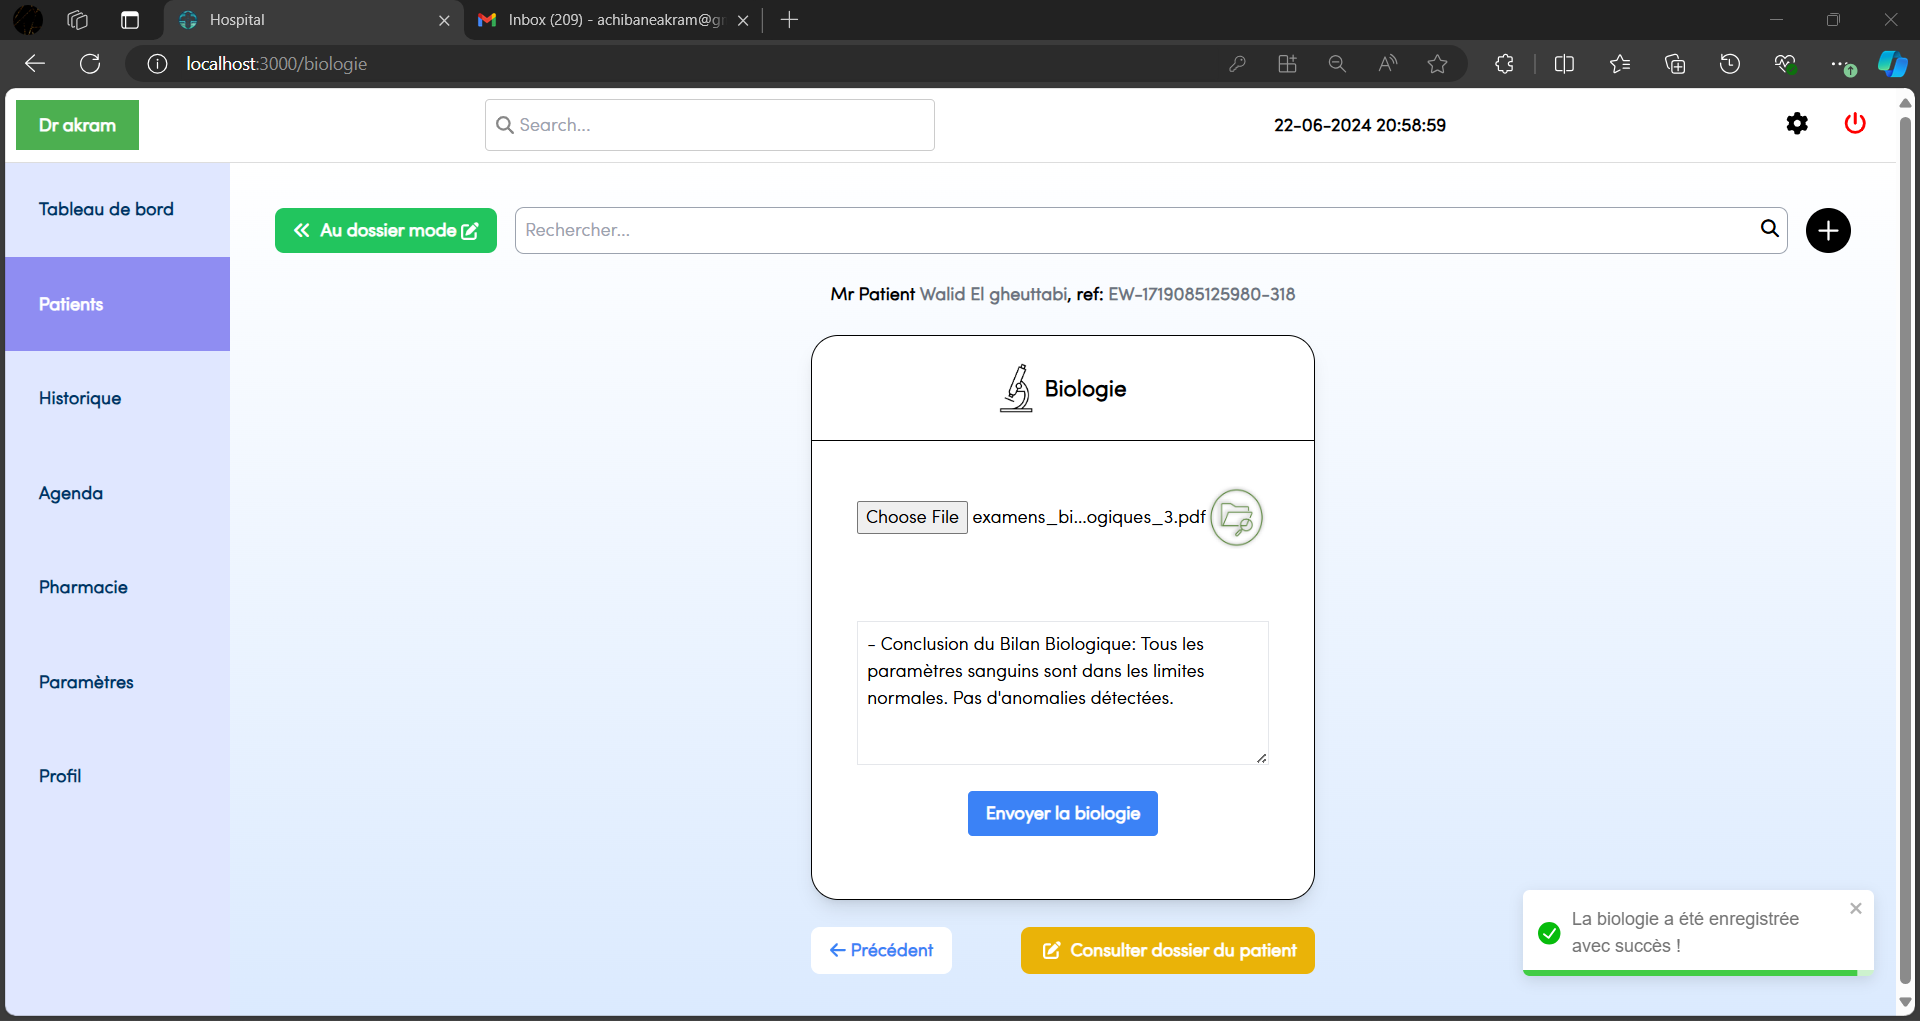 Hospital
Inbox (209) - achibaneakram@gr
localhost:3000/biologie
Dr akram
Search...
22-06-2024 20:58:59
Tableau de bord
Patients
Historique
Agenda
Pharmacie
Paramètres
Profil
Au dossier mode
Rechercher...
Mr Patient Walid El gheuttabi, ref: EW-1719085125980-318
Biologie
Choose File examens_bi...ogiques_3.pdf
- Conclusion du Bilan Biologique: Tous les
paramètres sanguins sont dans les limites
normales. Pas d'anomalies détectées.
Envoyer la biologie
Précédent
Consulter dossier du patient
La biologie a été enregistrée
avec succès !